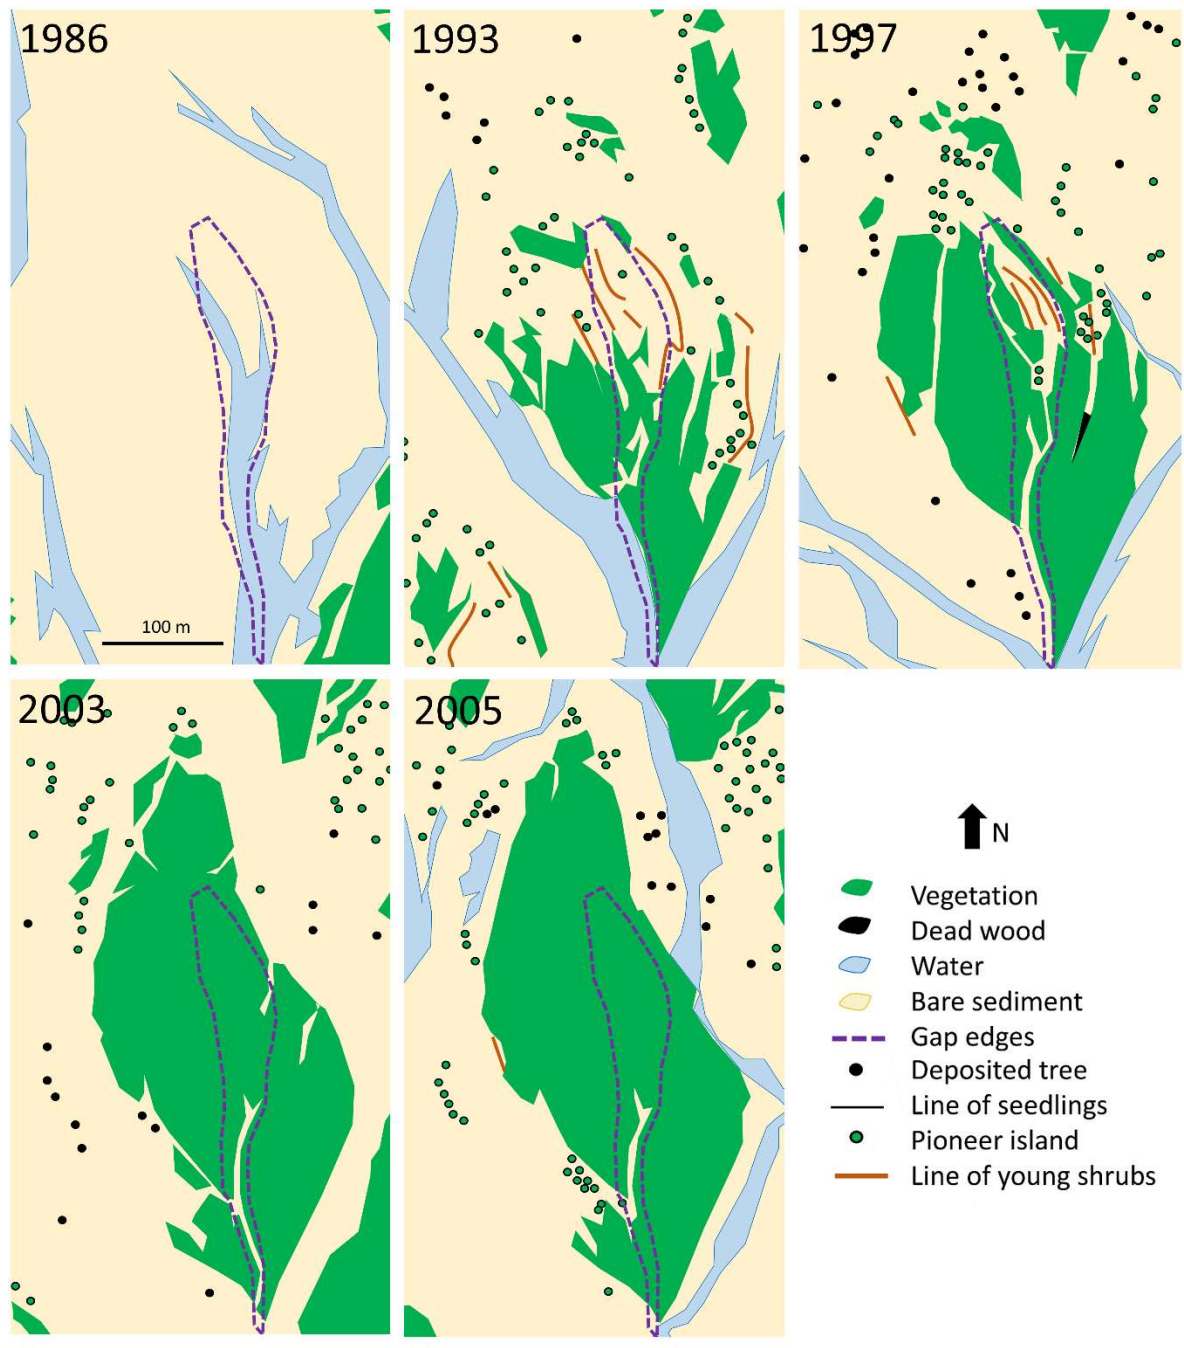 1986
1993
1997
100 m
2003
2005
N
Vegetation
Dead wood
Water
Bare sediment
Gap edges
Deposited tree
Line of seedlings
Pioneer island
Line of young shrubs